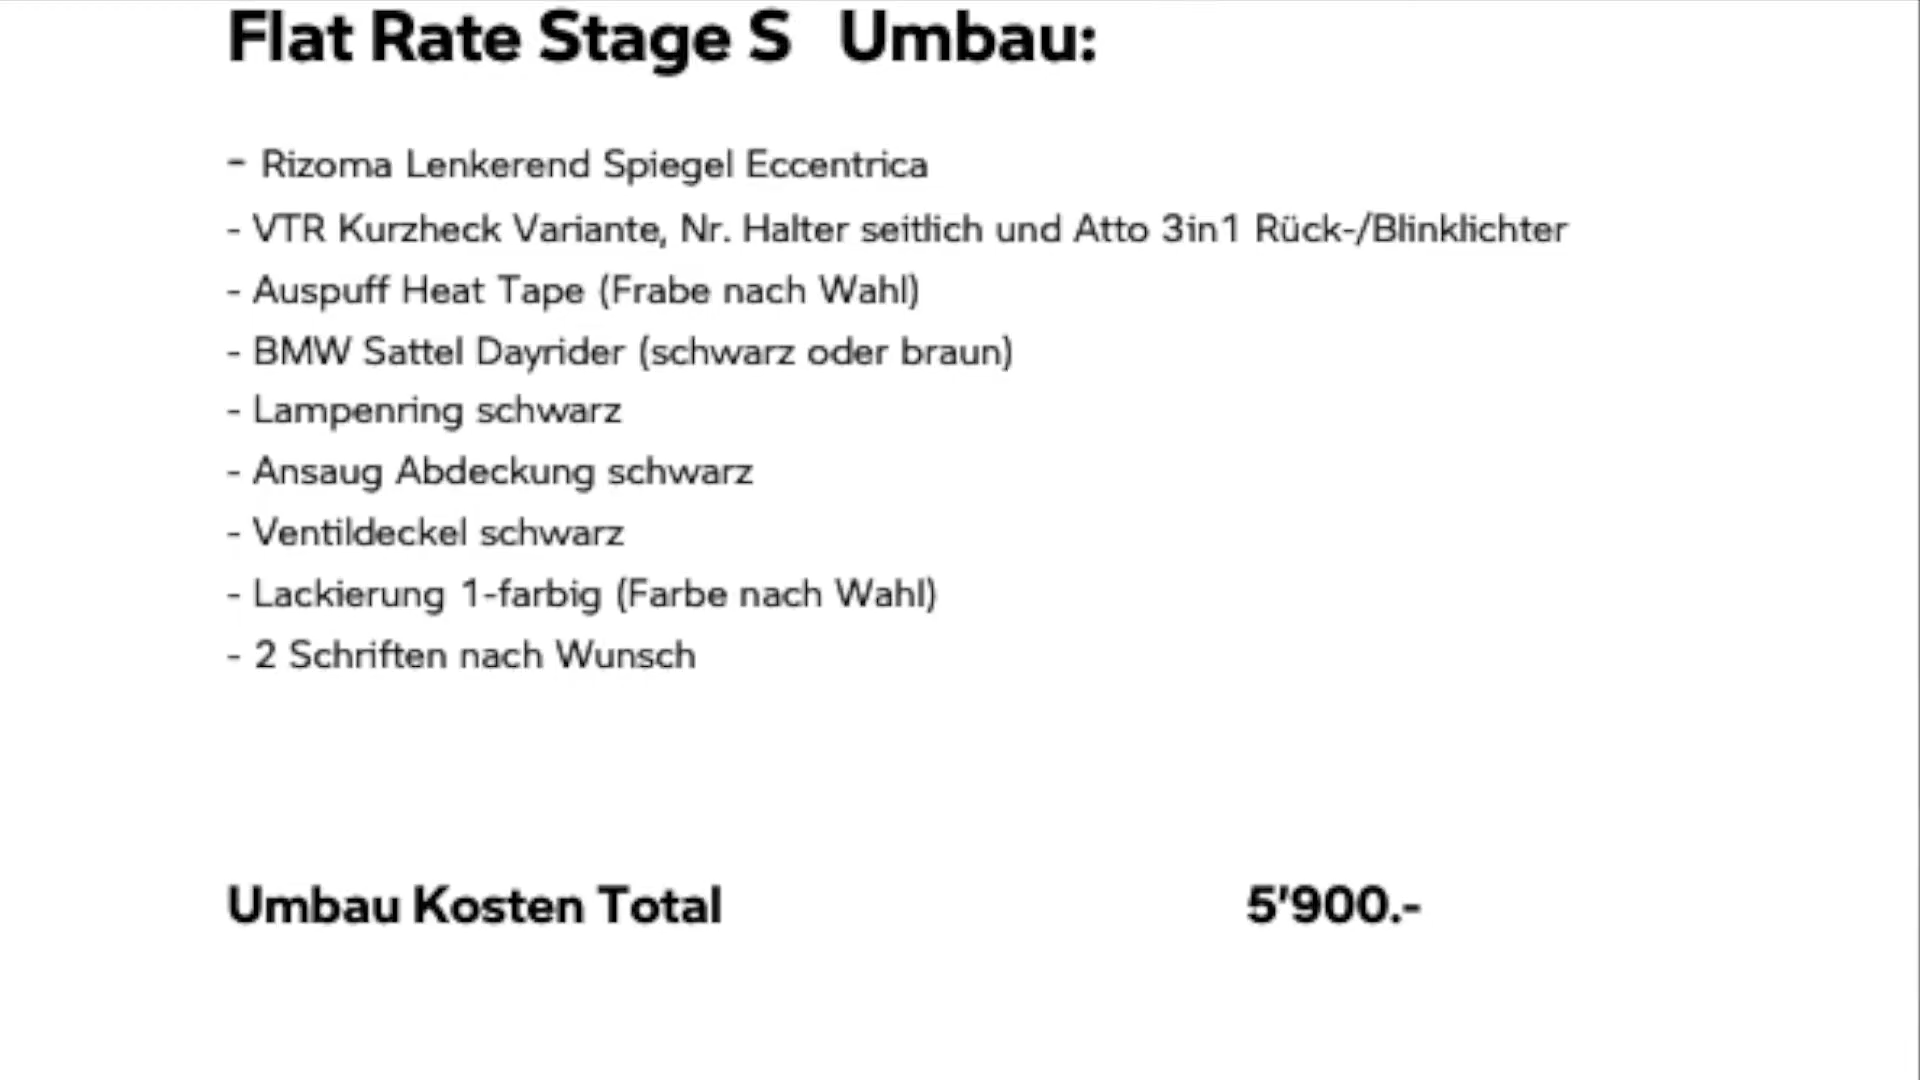 Flat Rate Stage S Umbau:
- Rizoma Lenkerend Spiegel Eccentrica
- VTR Kurzheck Variante, Nr. Halter seitlich und Atto 3in1 Rück-/Blinklichter
- Auspuff Heat Tape (Frabe nach Wahl)
- BMW Sattel Dayrider (schwarz oder braun)
- Lampenring schwarz
- Ansaug Abdeckung schwarz
- Ventildeckel schwarz
- Lackierung 1-farbig (Farbe nach Wahl)
- 2 Schriften nach Wunsch
Umbau Kosten Total 5'900.-